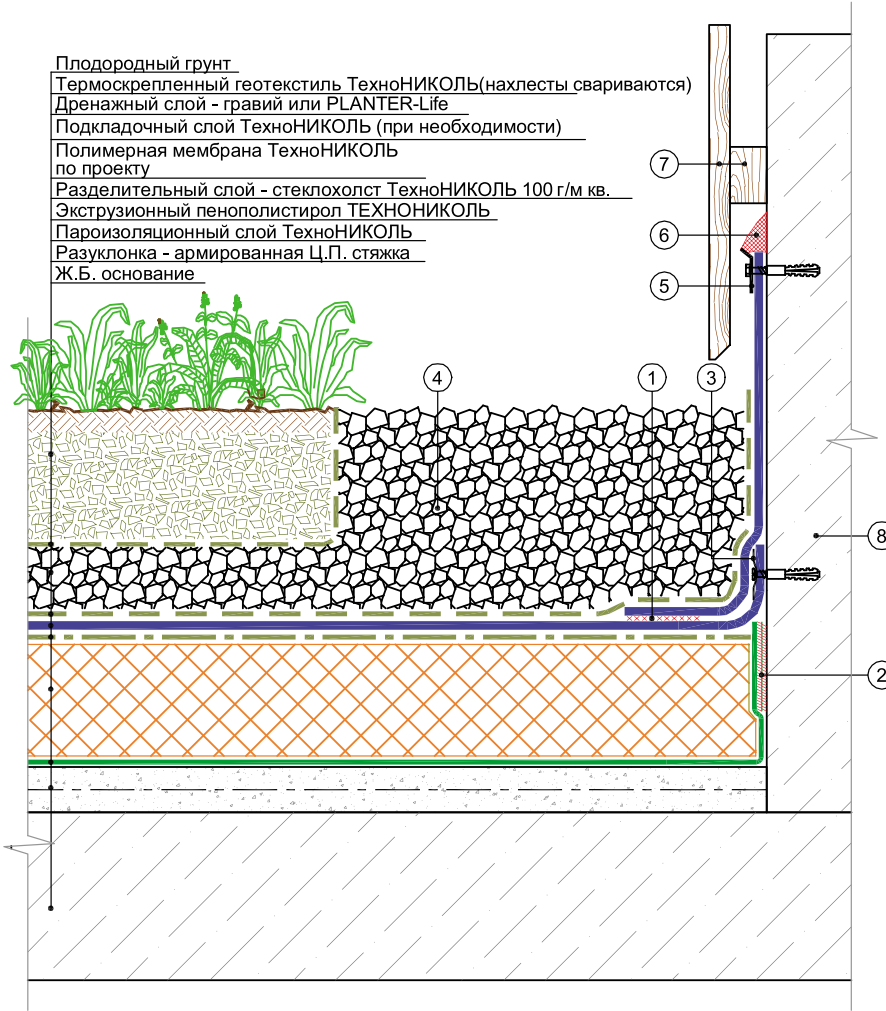 Плодородный грунт
Термоскрепленный геотекстиль ТехноНИКОЛЬ(нахлесты свариваются)
Дренажный слой - гравий или PLANTER-Life
Подкладочный слой ТехноНИКОЛЬ (при необходимости)
Полимерная мембрана ТехноНИКОЛЬ
по проекту
Разделительный слой - стеклохолст ТехноНИКОЛЬ 100 г/м кв.
Экструзионный пенополистирол ТЕХНОНИКОЛЬ
Пароизоляционный слой ТехноНИКОЛЬ
Разуклонка - армированная Ц.П. стяжка
Ж.Б. основание
7
6
5
4
1
3
8
2